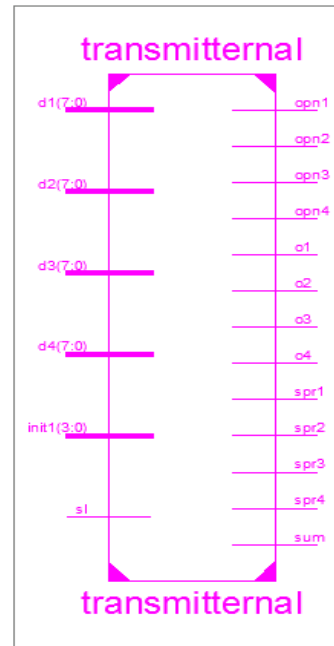 transmitternal
d1(7:0)
d2(7:0)
d3(7:0)
d4(7:0)
init1(3:0)
sl
opn1
opn2
opn3
opn4
o1
o2
o3
o4
spr1
spr2
spr3
spr4
sum
transmitternal